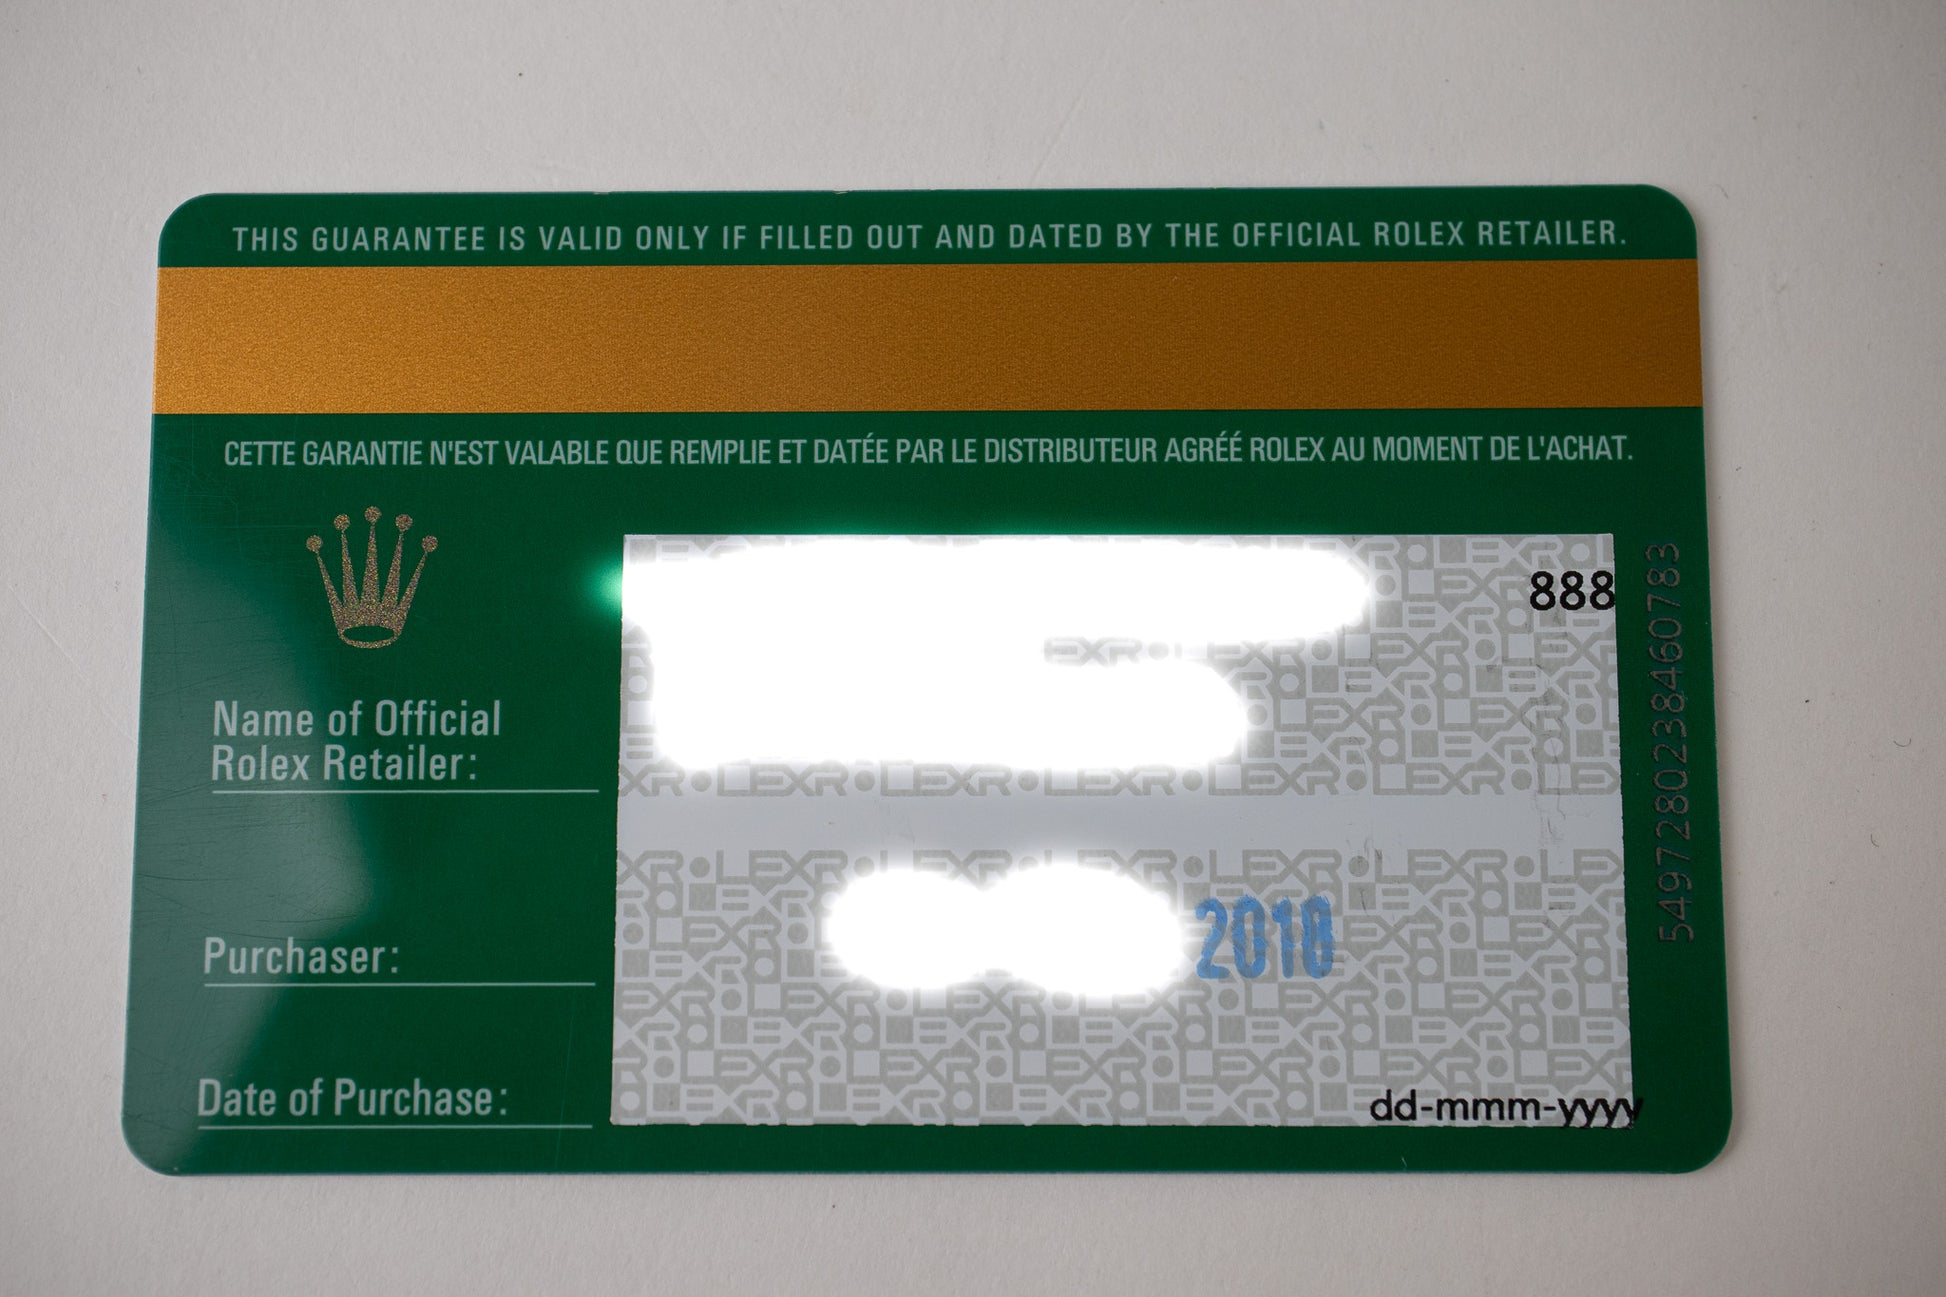 THIS GUARANTEE IS VALID ONLY IF FILLED OUT AND DATED BY THE OFFICIAL ROLEX RETAILER.
CETTE GARANTIE N'EST VALABLE QUE REMPLIE ET DATÉE PAR LE DISTRIBUTEUR AGRÉÉ ROLEX AU MOMENT DE L'ACHAT.
888
Name of Official
Rolex Retailer:
Purchaser:
2010
Date of Purchase:
dd-mmm-yyyy
5497280238460783